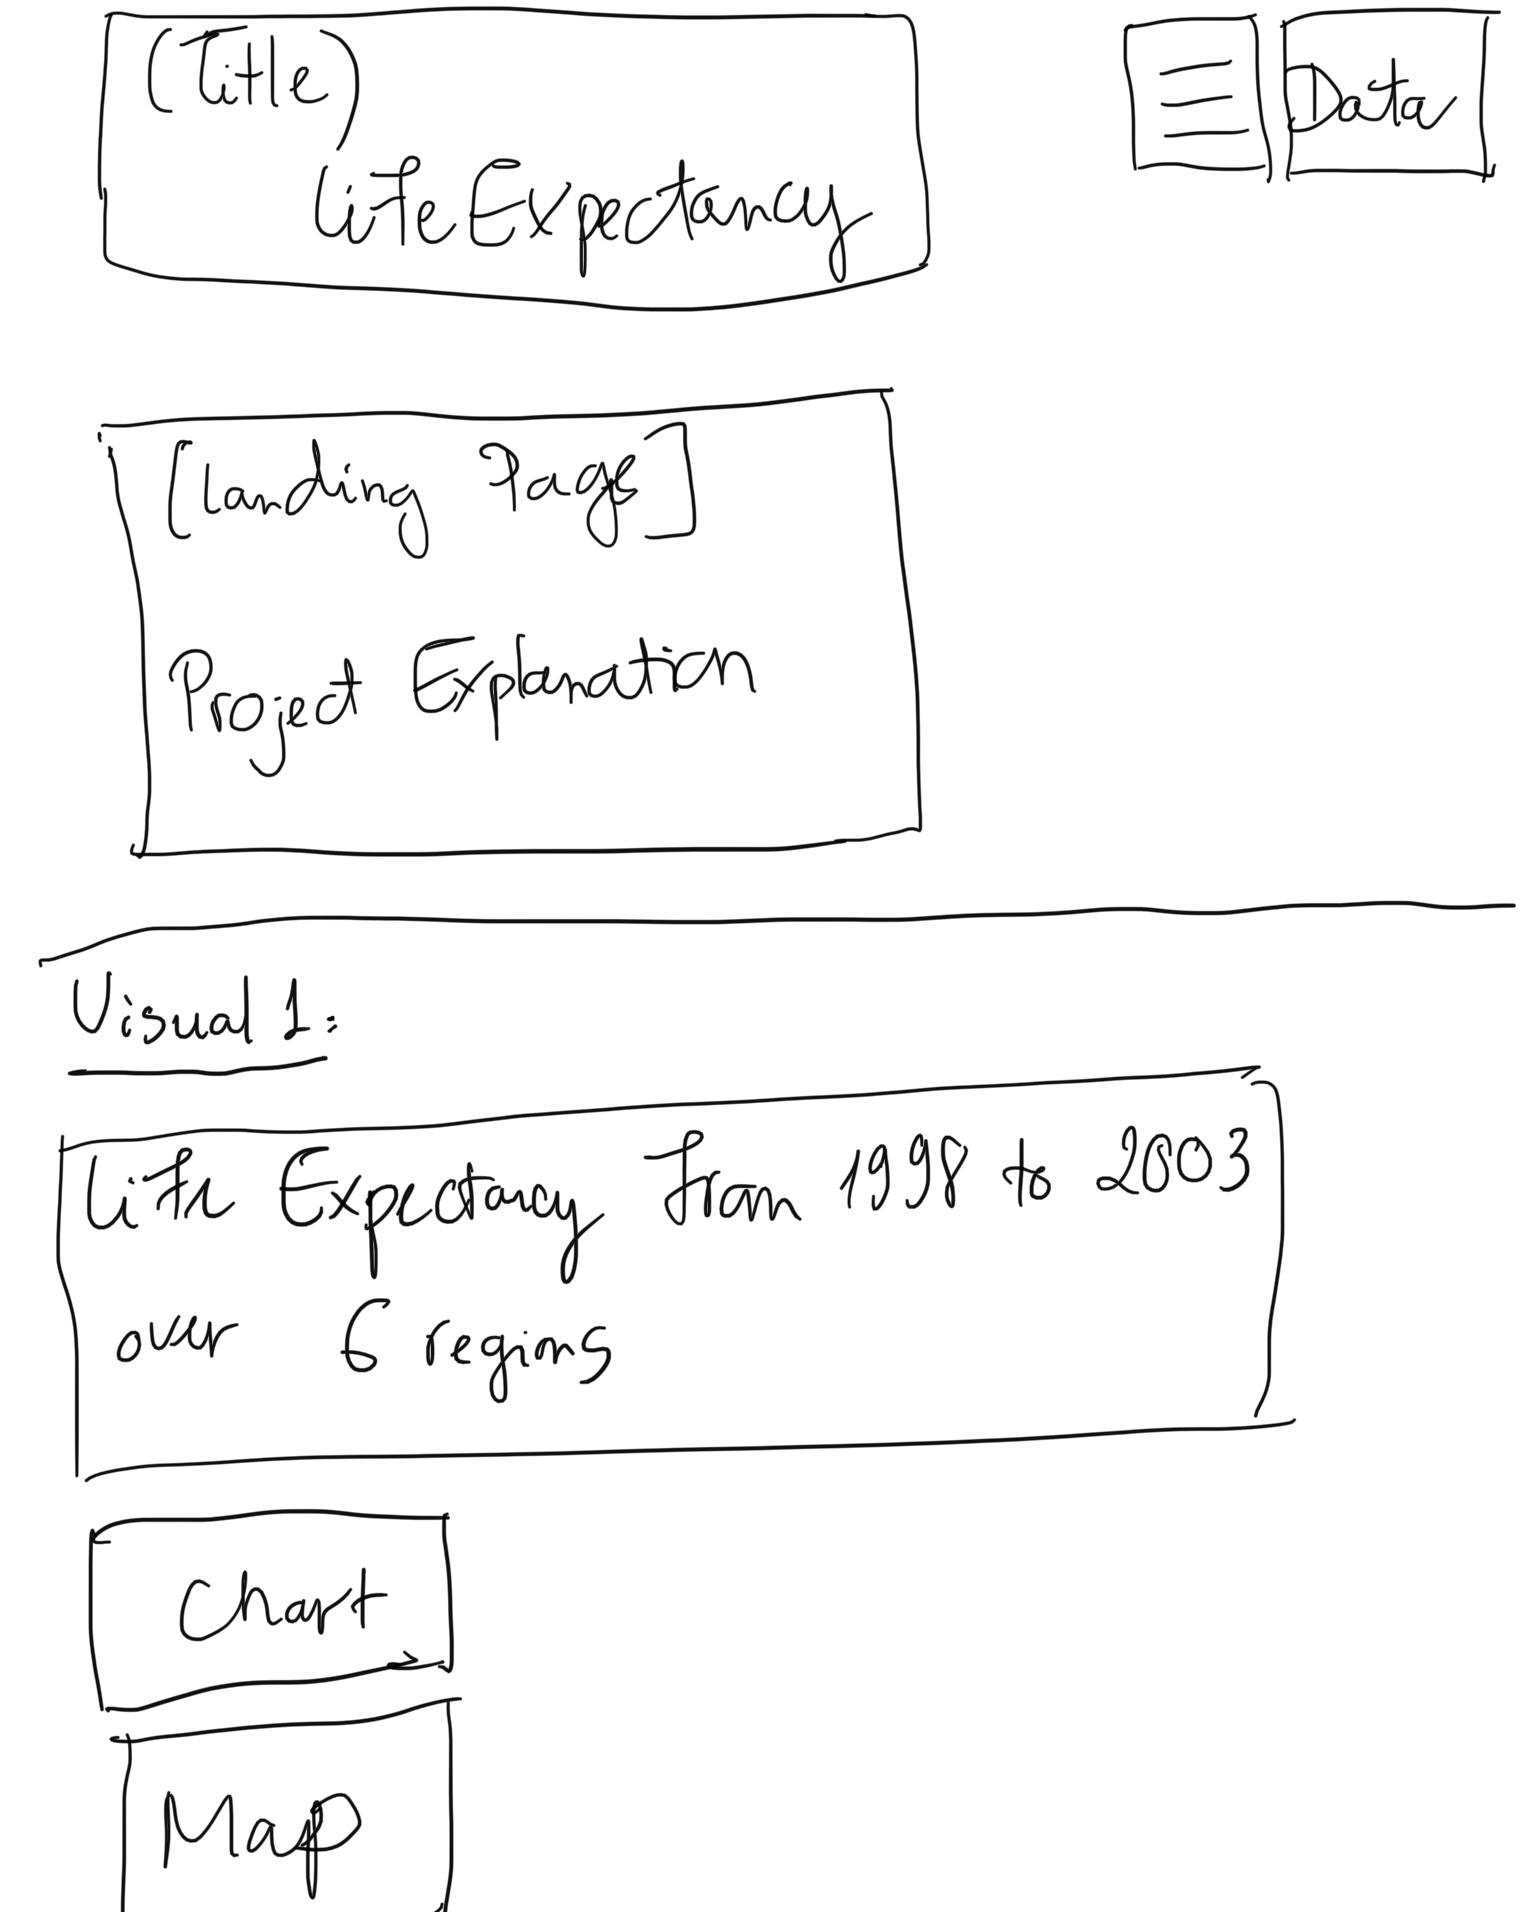 (Title)
Life Expectancy
Data
[Landing Page]
Project Explanation
Visual 1:
Life Expectancy From 1998 to 2003
over 6 regions
Chart
Map